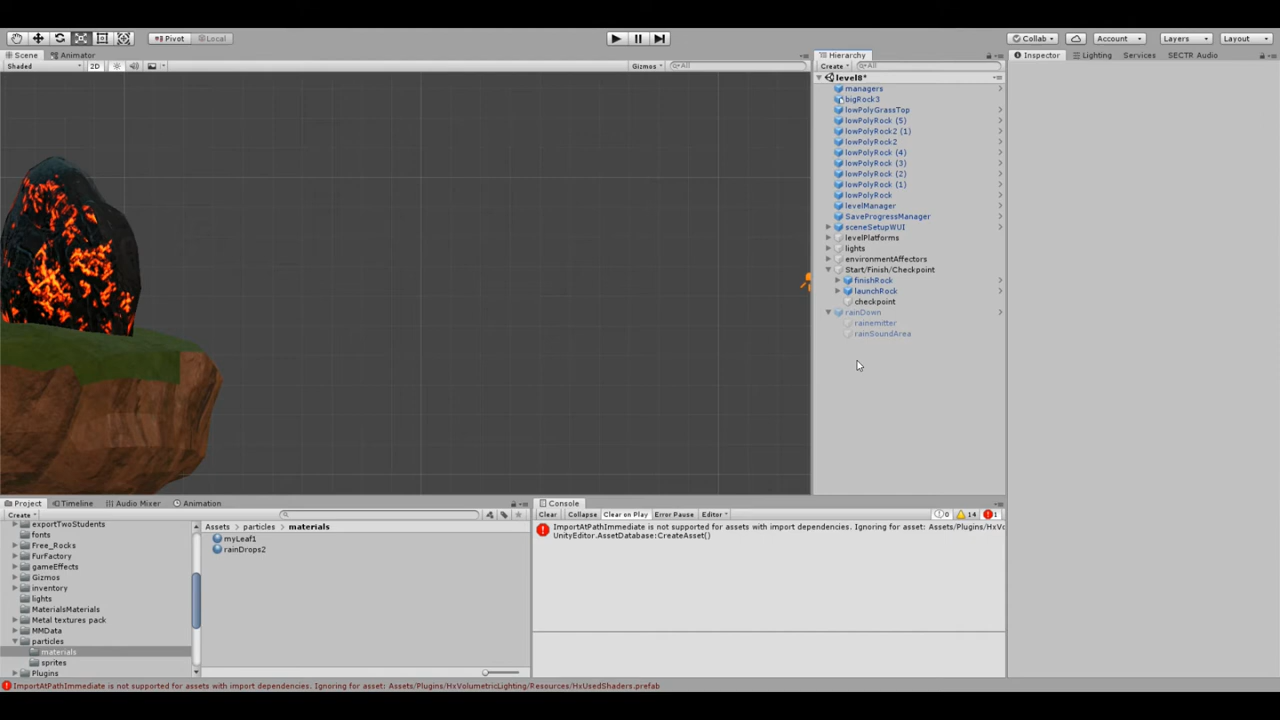 Pivot Local Collab Account Layers Layout
Scene Animator Hierarchy Inspector Lighting Services SECTR Audio
Shaded 2D Gizmos All Create All
level8*
managers
bigRock3
lowPolyGrassTop
lowPolyRock (5)
lowPolyRock2 (1)
lowPolyRock2
lowPolyRock (4)
lowPolyRock (3)
lowPolyRock (2)
lowPolyRock (1)
lowPolyRock
levelManager
SaveProgressManager
sceneSetupWUI
levelPlatforms
lights
environmentAffectors
Start/Finish/Checkpoint
finishRock
launchRock
checkpoint
rainDown
rainemitter
rainSoundArea
Project Timeline Audio Mixer Animation Console
Create Clear Collapse Clear on Play Error Pause Editor 0 14 1
exportTwoStudents
fonts
Free_Rocks
FurFactory
gameEffects
Gizmos
inventory
lights
MaterialsMaterials
Metal textures pack
MMData
particles
materials
sprites
Plugins
Assets particles materials
myLeaf1
rainDrops2
ImportAtPathImmediate is not supported for assets with import dependencies. Ignoring for asset: Assets/Plugins/HxVo
UnityEditor.AssetDatabase:CreateAsset()
ImportAtPathImmediate is not supported for assets with import dependencies. Ignoring for asset: Assets/Plugins/HxVolumetricLighting/Resources/HxUsedShaders.prefab